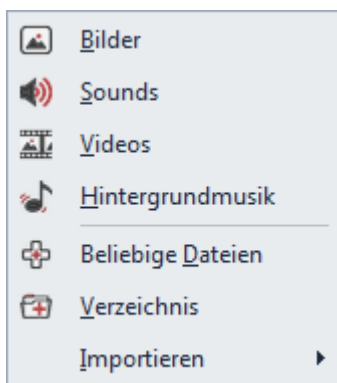 Bilder
Sounds
Videos
Hintergrundmusik
Beliebige Dateien
Verzeichnis
Importieren